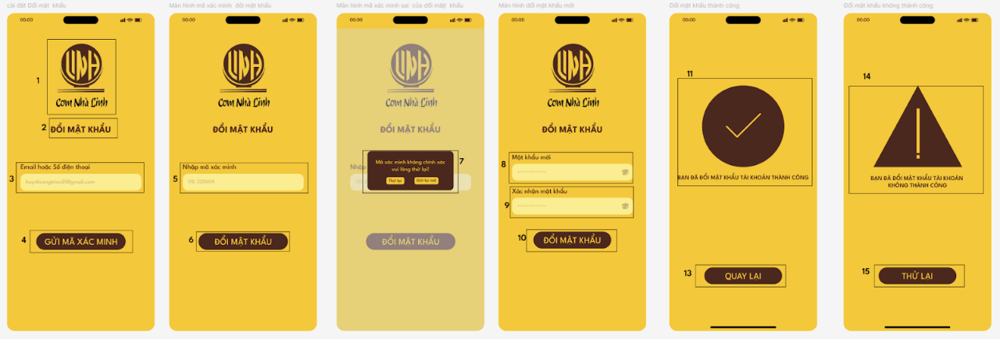 cài đặt Đổi mật khẩu
00:00
1
LINH
Cơm Nhà Linh
2
ĐỔI MẬT KHẨU
3
Email hoặc Số điện thoại
4
GỬI MÃ XÁC MINH
Màn hình mã xác minh đổi mật khẩu
00:00
LINH
Cơm Nhà Linh
ĐỔI MẬT KHẨU
5
Nhập mã xác minh
VD: 220604
6
ĐỔI MẬT KHẨU
Màn hình mã xác minh sai của đổi mật khẩu
00:00
LINH
Cơm Nhà Linh
ĐỔI MẬT KHẨU
7
Nhập
Mã xác minh không chính xác
vui lòng thử lại!
Thử lại
Gửi lại mã
ĐỔI MẬT KHẨU
Màn hình đổi mật khẩu mới
00:00
LINH
Cơm Nhà Linh
ĐỔI MẬT KHẨU
8
Mật khẩu mới
9
Xác nhận mật khẩu
10
ĐỔI MẬT KHẨU
Đổi mật khẩu thành công
00:00
11
BẠN ĐÃ ĐỔI MẬT KHẨU TÀI KHOẢN THÀNH CÔNG
13
QUAY LẠI
Đổi mật khẩu không thành công
00:00
14
BẠN ĐÃ ĐỔI MẬT KHẨU TÀI KHOẢN
KHÔNG THÀNH CÔNG
15
THỬ LẠI